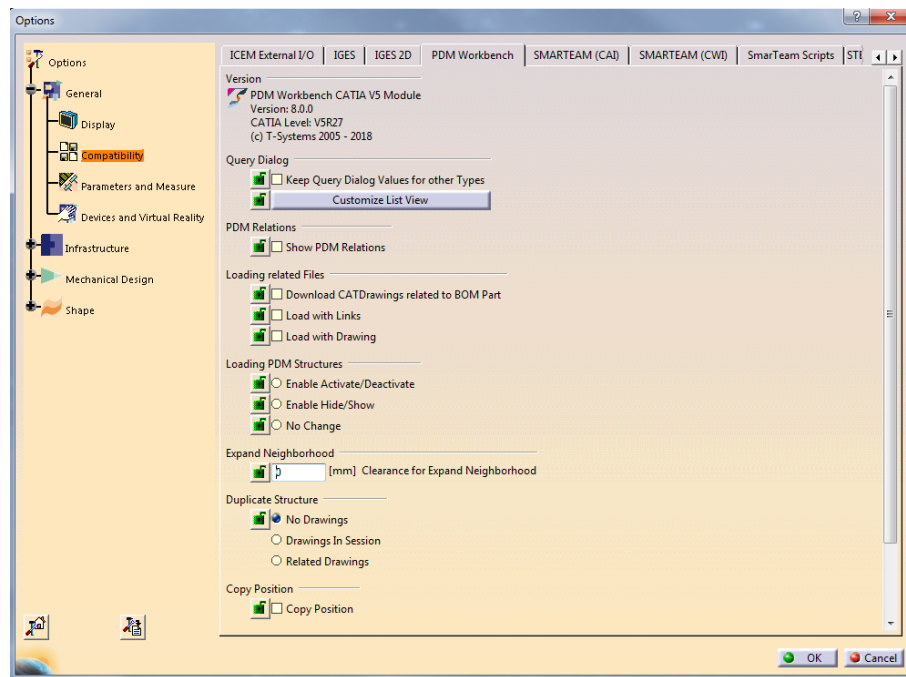 Options
Options
General
Display
Compatibility
Parameters and Measure
Devices and Virtual Reality
Infrastructure
Mechanical Design
Shape
ICEM External I/O IGES IGES 2D PDM Workbench SMARTEAM (CAI) SMARTEAM (CWI) SmarTeam Scripts
Version
PDM Workbench CATIA V5 Module
Version: 8.0.0
CATIA Level: V5R27
(c) T-Systems 2005 - 2018
Query Dialog
Keep Query Dialog Values for other Types
Customize List View
PDM Relations
Show PDM Relations
Loading related Files
Download CATDrawings related to BOM Part
Load with Links
Load with Drawing
Loading PDM Structures
Enable Activate/Deactivate
Enable Hide/Show
No Change
Expand Neighborhood
[mm] Clearance for Expand Neighborhood
Duplicate Structure
No Drawings
Drawings In Session
Related Drawings
Copy Position
Copy Position
OK Cancel